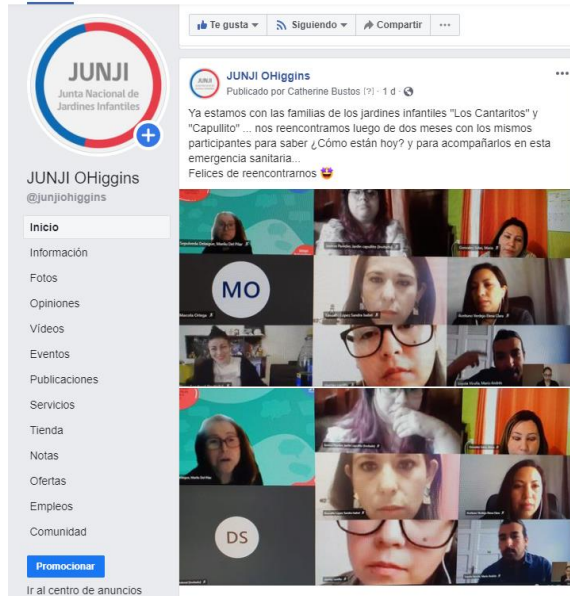 Te gusta
Siguiendo
Compartir
JUNJI
Junta Nacional de
Jardines Infantiles
JUNJI OHiggins
@junjiohiggins
Inicio
Información
Fotos
Opiniones
Vídeos
Eventos
Publicaciones
Servicios
Tienda
Notas
Ofertas
Empleos
Comunidad
Promocionar
Ir al centro de anuncios
JUNJI
JUNJI OHiggins
Publicado por Catherine Bustos [?] · 1 d ·
Ya estamos con las familias de los jardines infantiles "Los Cantaritos" y
"Capullito" ... nos reencontramos luego de dos meses con los mismos
participantes para saber ¿Cómo están hoy? y para acompañarlos en esta
emergencia sanitaria...
Felices de reencontrarnos
MO
Marcela Ortega
DS